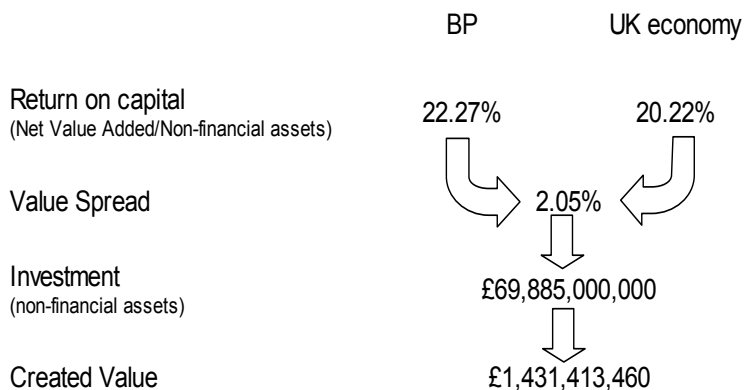 BP UK economy
Return on capital
(Net Value Added/Non-financial assets)
22.27% 20.22%
Value Spread 2.05%
Investment
(non-financial assets)
£69,885,000,000
Created Value £1,431,413,460